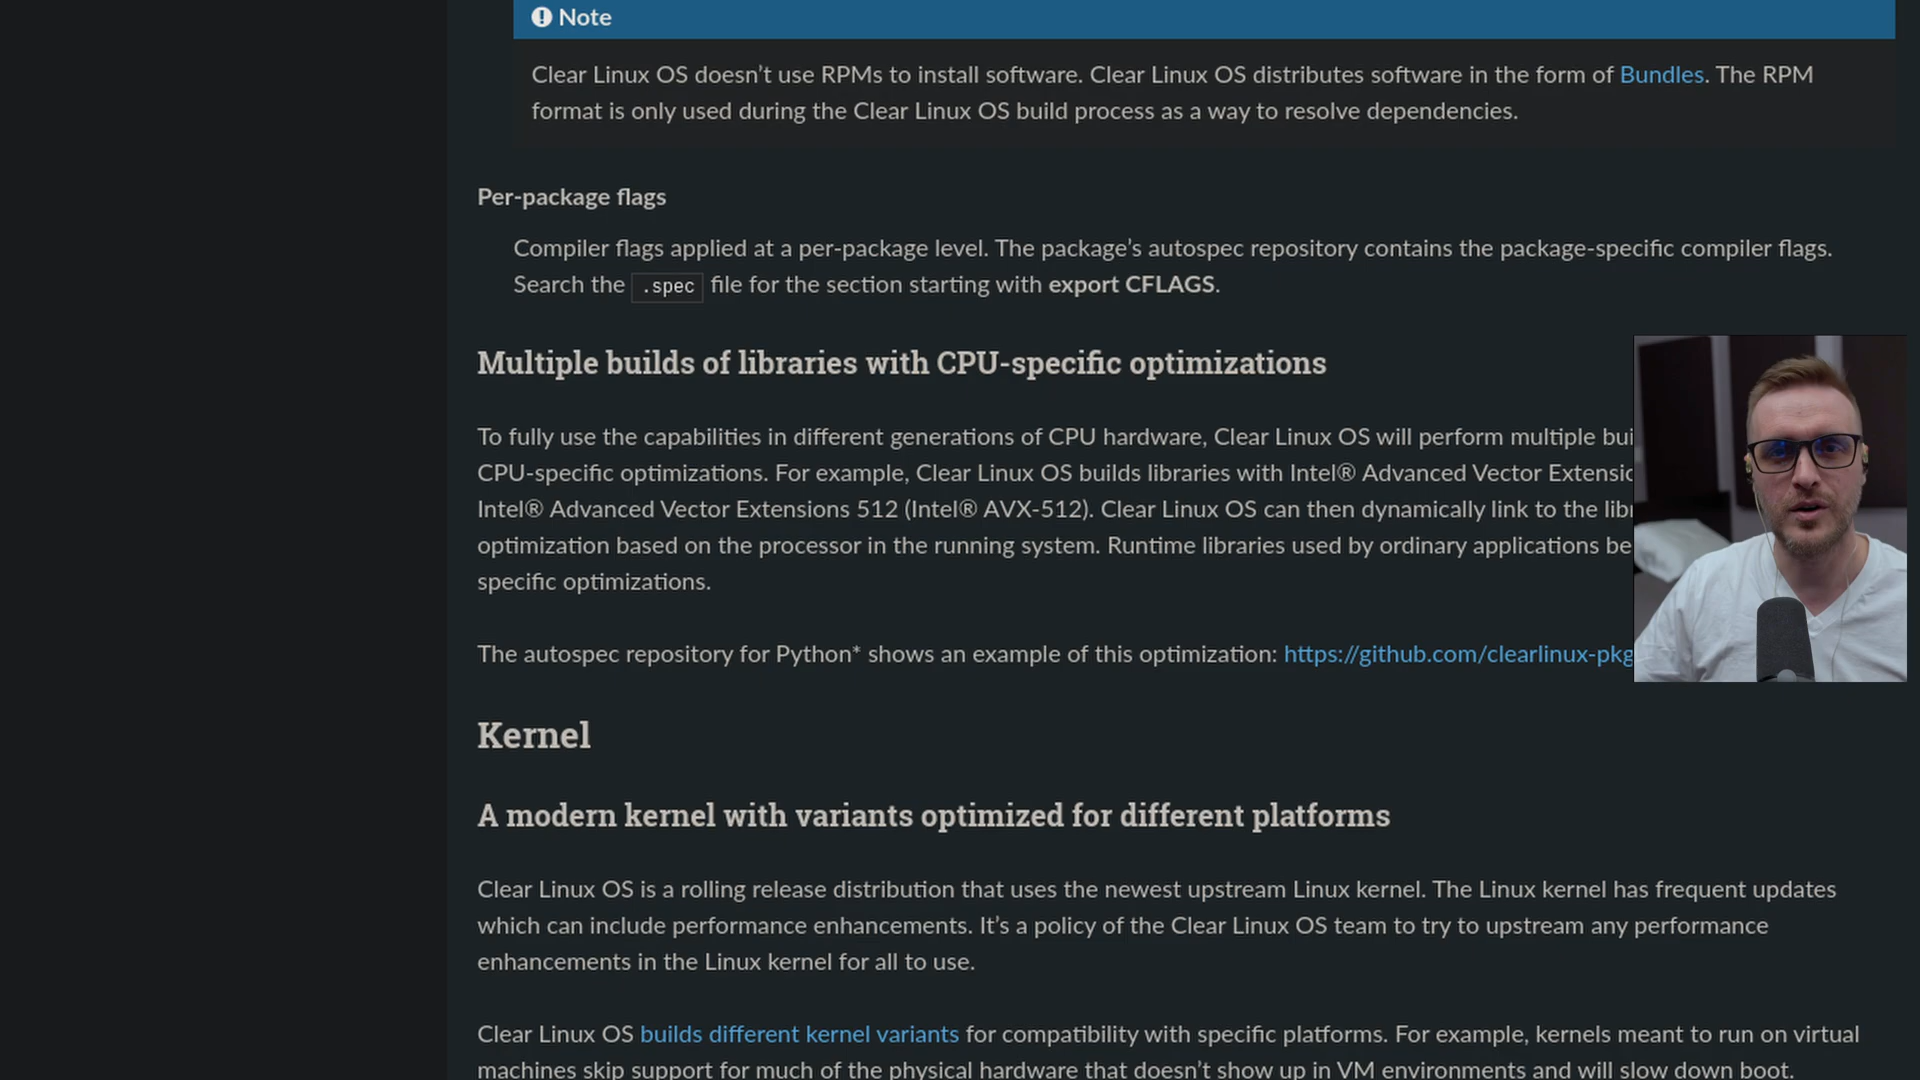 Note
Clear Linux OS doesn’t use RPMs to install software. Clear Linux OS distributes software in the form of Bundles. The RPM
format is only used during the Clear Linux OS build process as a way to resolve dependencies.
Per-package flags
Compiler flags applied at a per-package level. The package’s autospec repository contains the package-specific compiler flags.
Search the .spec file for the section starting with export CFLAGS.
Multiple builds of libraries with CPU-specific optimizations
To fully use the capabilities in different generations of CPU hardware, Clear Linux OS will perform multiple bui
CPU-specific optimizations. For example, Clear Linux OS builds libraries with Intel® Advanced Vector Extensic
Intel® Advanced Vector Extensions 512 (Intel® AVX-512). Clear Linux OS can then dynamically link to the libr
optimization based on the processor in the running system. Runtime libraries used by ordinary applications be
specific optimizations.
The autospec repository for Python* shows an example of this optimization: https://github.com/clearlinux-pkg
Kernel
A modern kernel with variants optimized for different platforms
Clear Linux OS is a rolling release distribution that uses the newest upstream Linux kernel. The Linux kernel has frequent updates
which can include performance enhancements. It’s a policy of the Clear Linux OS team to try to upstream any performance
enhancements in the Linux kernel for all to use.
Clear Linux OS builds different kernel variants for compatibility with specific platforms. For example, kernels meant to run on virtual
machines skip support for much of the physical hardware that doesn’t show up in VM environments and will slow down boot.